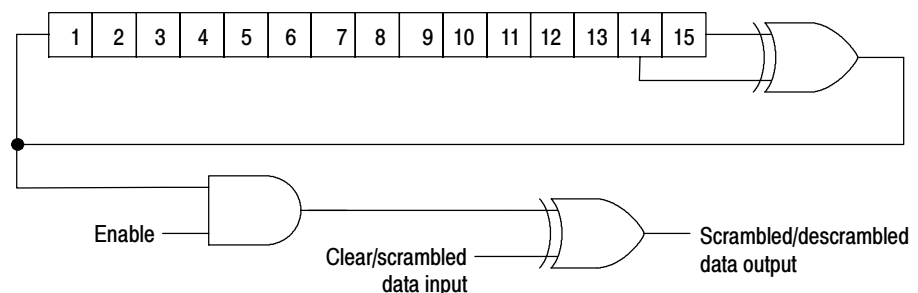 1 2 3 4 5 6 7 8 9 10 11 12 13 14 15
Enable
Clear/scrambled
data input
Scrambled/descrambled
data output